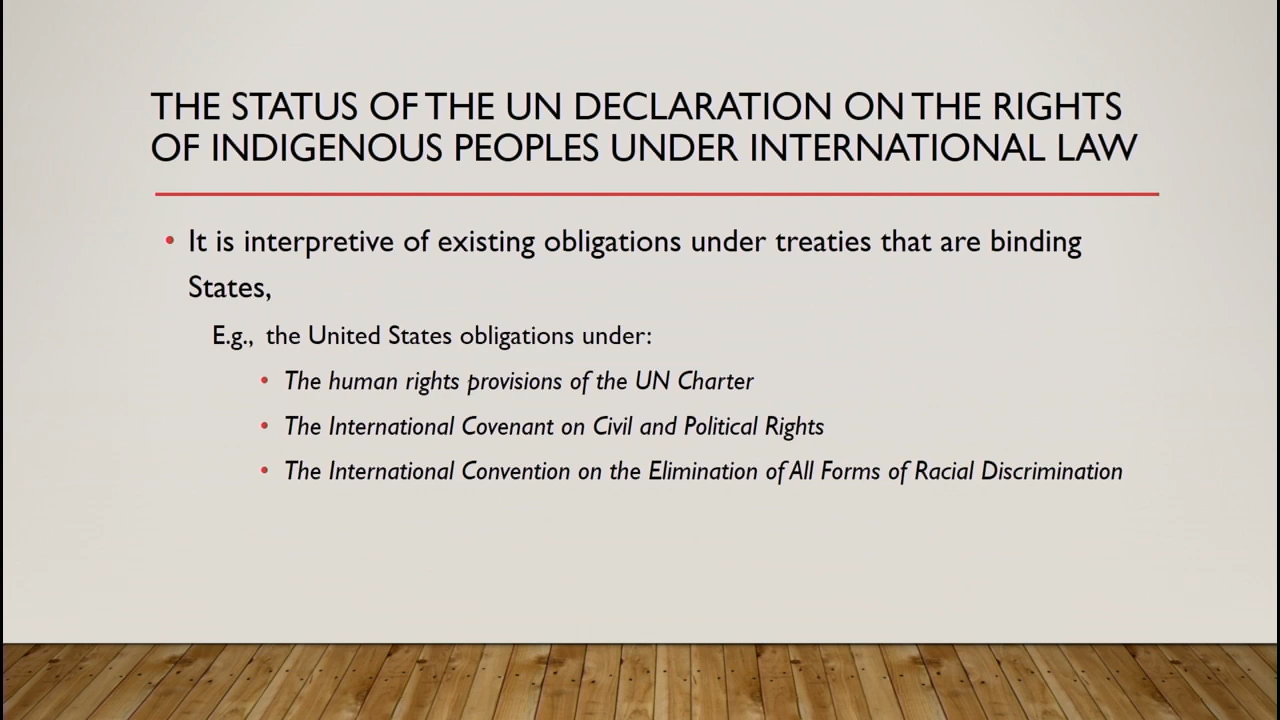 THE STATUS OF THE UN DECLARATION ON THE RIGHTS
OF INDIGENOUS PEOPLES UNDER INTERNATIONAL LAW
• It is interpretive of existing obligations under treaties that are binding
States,
E.g., the United States obligations under:
• The human rights provisions of the UN Charter
• The International Covenant on Civil and Political Rights
• The International Convention on the Elimination of All Forms of Racial Discrimination